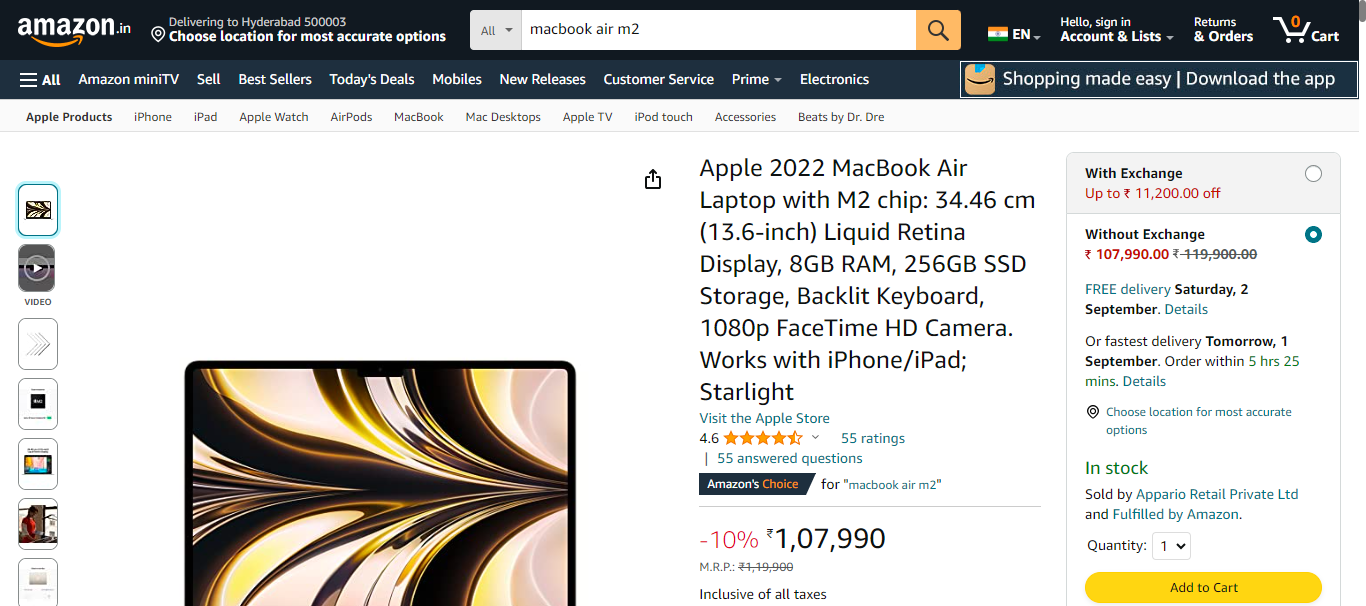 amazon.in
Delivering to Hyderabad 500003
Choose location for most accurate options
All
macbook air m2
EN
Hello, sign in
Account & Lists
Returns
& Orders
0
Cart
All
Amazon miniTV
Sell
Best Sellers
Today's Deals
Mobiles
New Releases
Customer Service
Prime
Electronics
Shopping made easy | Download the app
Apple Products
iPhone
iPad
Apple Watch
AirPods
MacBook
Mac Desktops
Apple TV
iPod touch
Accessories
Beats by Dr. Dre
VIDEO
Apple 2022 MacBook Air
Laptop with M2 chip: 34.46 cm
(13.6-inch) Liquid Retina
Display, 8GB RAM, 256GB SSD
Storage, Backlit Keyboard,
1080p FaceTime HD Camera.
Works with iPhone/iPad;
Starlight
Visit the Apple Store
4.6
55 ratings
| 55 answered questions
Amazon's Choice for "macbook air m2"
-10% ₹1,07,990
M.R.P.: ₹1,19,900
Inclusive of all taxes
With Exchange
Up to ₹ 11,200.00 off
Without Exchange
₹ 107,990.00 ₹ 119,900.00
FREE delivery Saturday, 2
September. Details
Or fastest delivery Tomorrow, 1
September. Order within 5 hrs 25
mins. Details
Choose location for most accurate
options
In stock
Sold by Appario Retail Private Ltd
and Fulfilled by Amazon.
Quantity: 1
Add to Cart